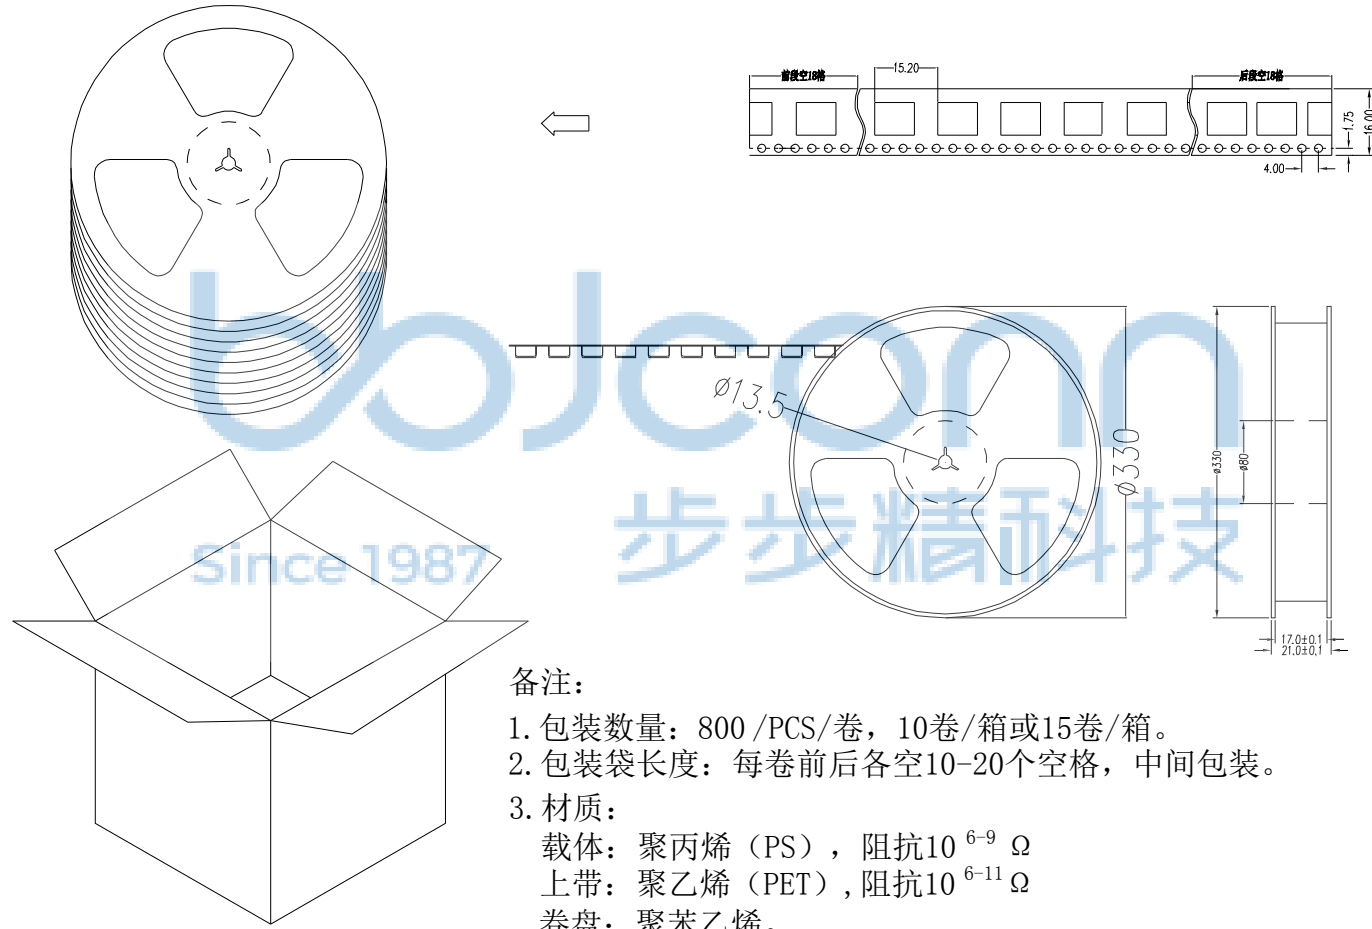 前段空18格
15.20
后段空18格
1.75
16.00
4.00
bbjconn
步步精科技
Since 1987
ø13.5
ø330
ø330
ø80
17.0±0.1
21.0±0.1
备注：
1.包装数量：800/PCS/卷，10卷/箱或15卷/箱。
2.包装袋长度：每卷前后各空10-20个空格，中间包装。
3.材质：
载体：聚丙烯（PS），阻抗10 6-9 Ω
上带：聚乙烯（PET）,阻抗10 6-11 Ω
卷盘：聚苯乙烯。